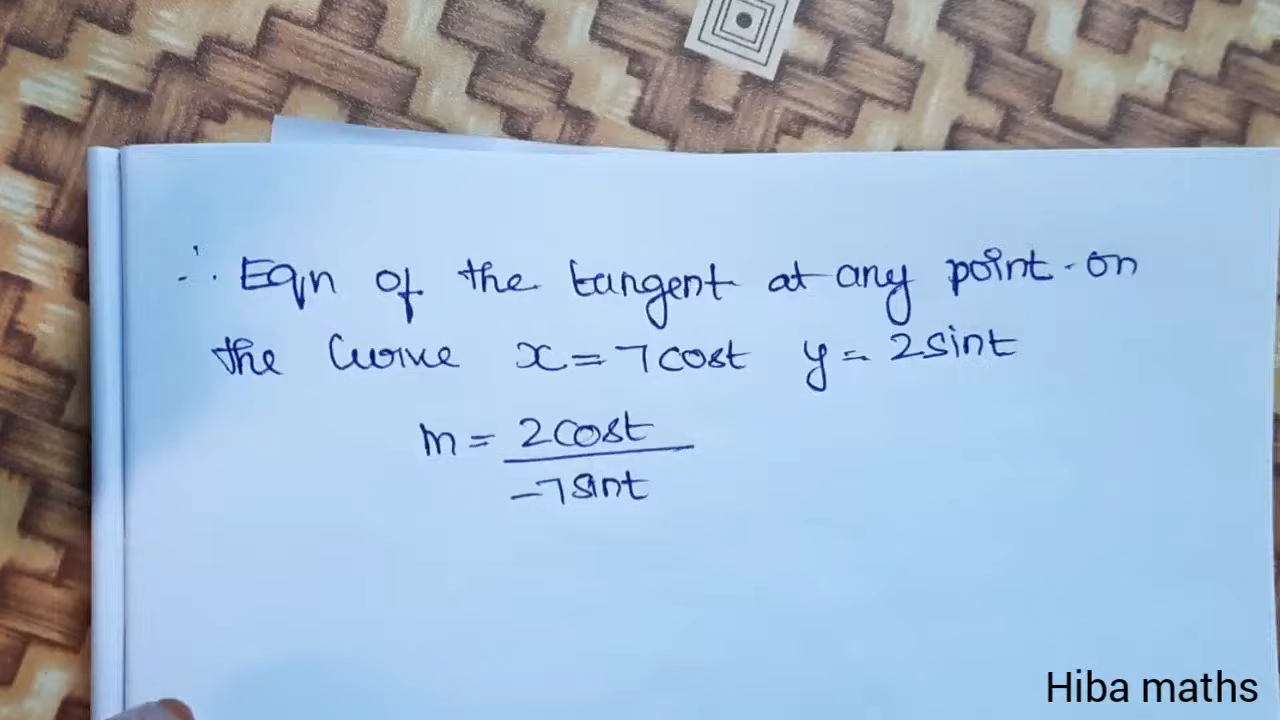 ∴ Eqn of the tangent at any point on
the Curve x = 7cost y = 2sint
m = 2cost
-7sint
Hiba maths